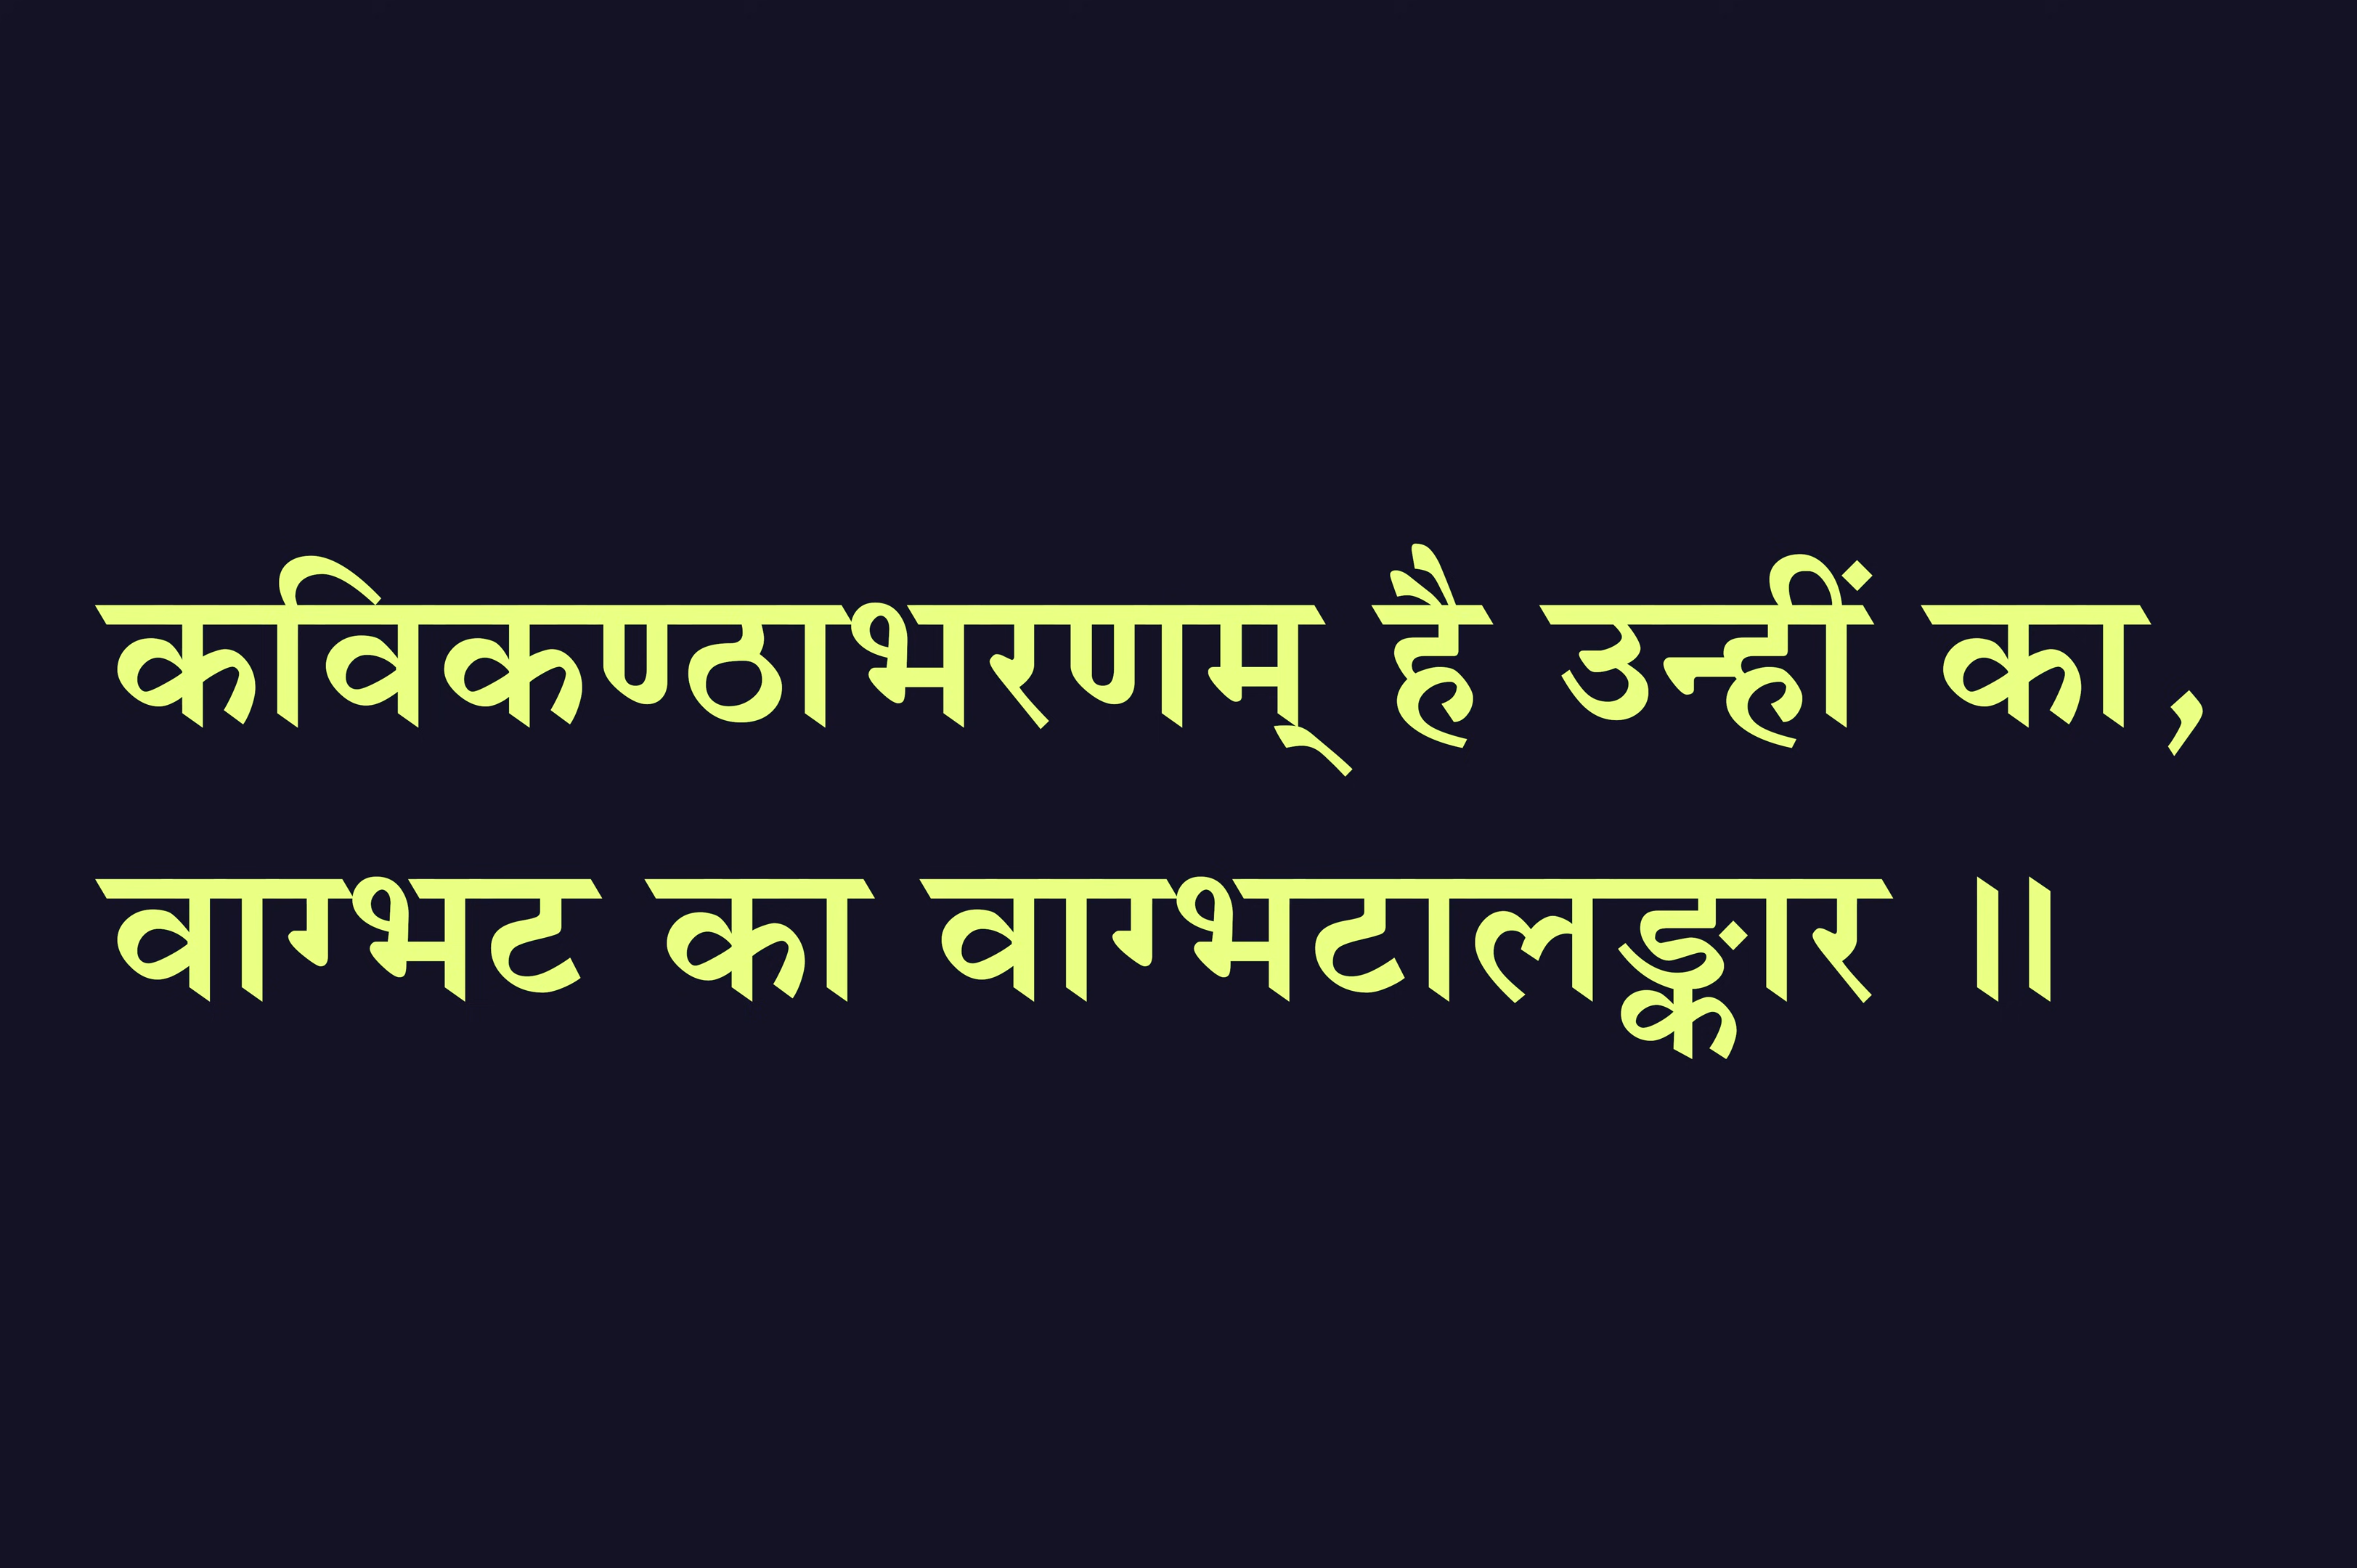 कविकण्ठाभरणम् है उन्हीं का,
वाग्भट का वाग्भटालङ्कार ॥